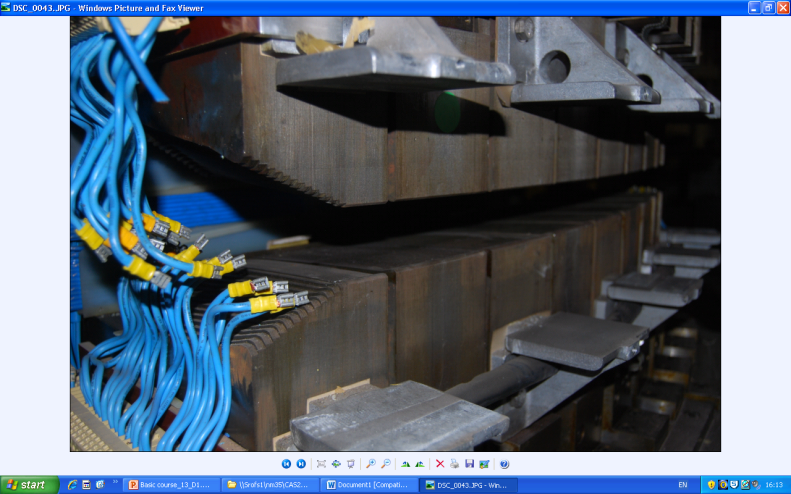 DSC_0043.JPG - Windows Picture and Fax Viewer
start
Basic course_13_D1....
\\Srofs1\nm35\CAS2...
Document1 [Compati...
DSC_0043.JPG - Win...
EN
16:13